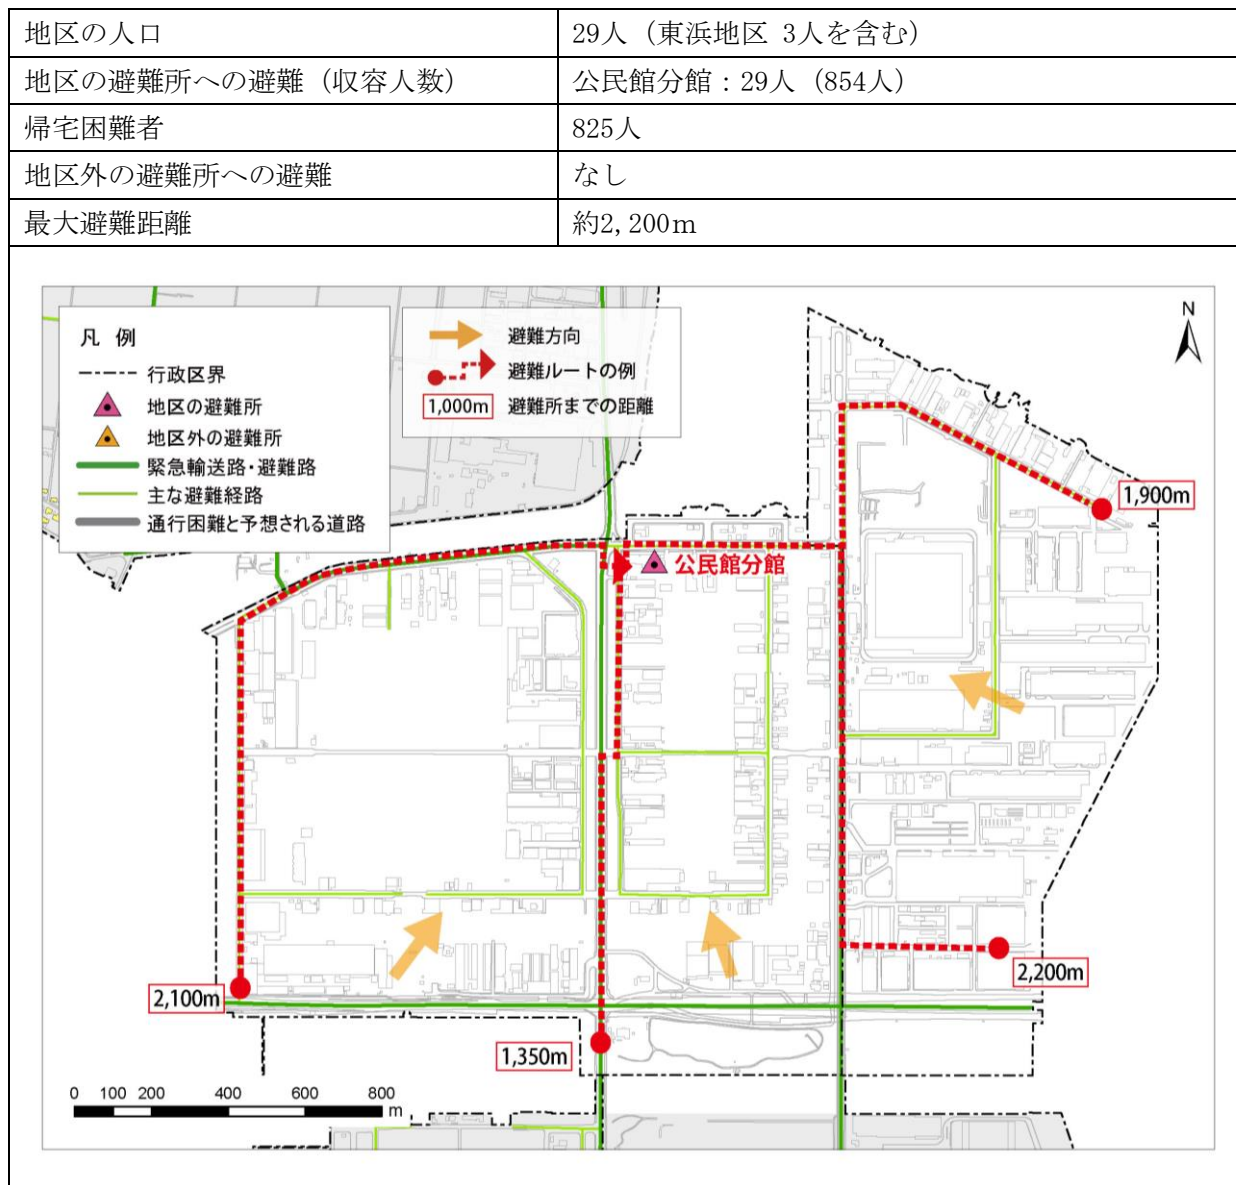 地区の人口 29人（東浜地区 3人を含む）
地区の避難所への避難（収容人数） 公民館分館：29人（854人）
帰宅困難者 825人
地区外の避難所への避難 なし
最大避難距離 約2,200m
凡 例
行政区界
地区の避難所
地区外の避難所
緊急輸送路・避難路
主な避難経路
通行困難と予想される道路
避難方向
避難ルートの例
1,000m 避難所までの距離
N
1,900m
公民館分館
2,100m
2,200m
1,350m
0 100 200 400 600 800
m